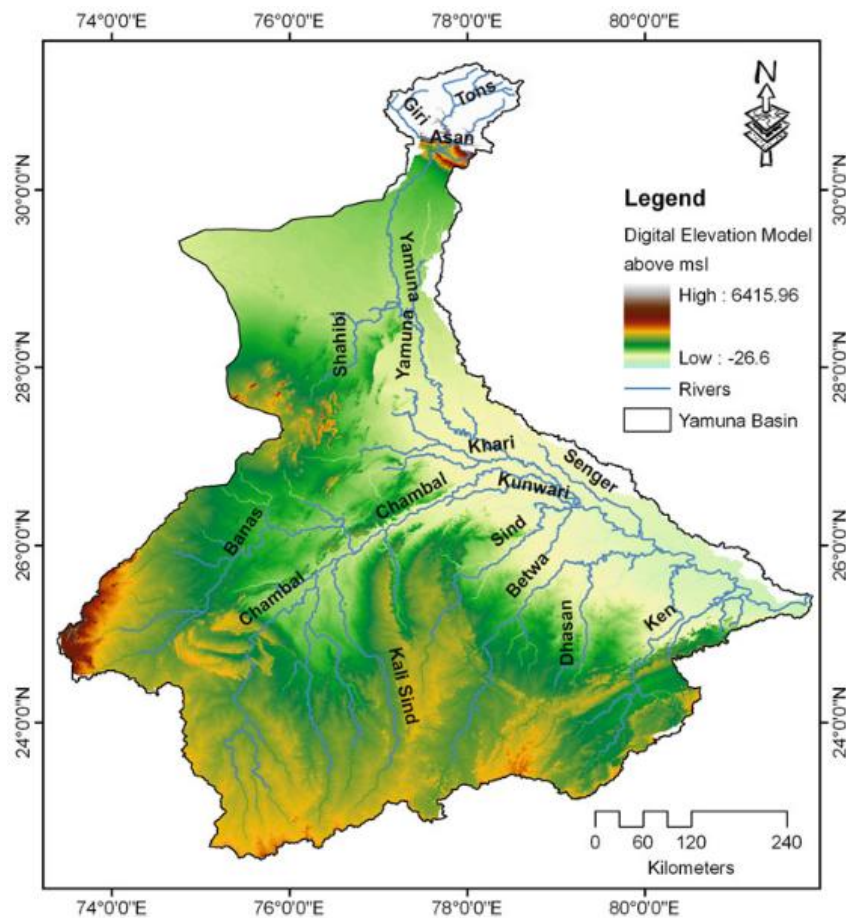 74°0'0"E 76°0'0"E 78°0'0"E 80°0'0"E
N
Tons
Giri
Asan
30°0'0"N 30°0'0"N
Legend
Digital Elevation Model
above msl
High : 6415.96
Low : -26.6
Rivers
Yamuna Basin
Yamuna
Shahibi
Yamuna
28°0'0"N 28°0'0"N
Khari
Senger
Chambal
Kunwari
Banas
Sind
26°0'0"N 26°0'0"N
Betwa
Chambal
Ken
Dhasan
Kali Sind
24°0'0"N 24°0'0"N
0 60 120 240
Kilometers
74°0'0"E 76°0'0"E 78°0'0"E 80°0'0"E